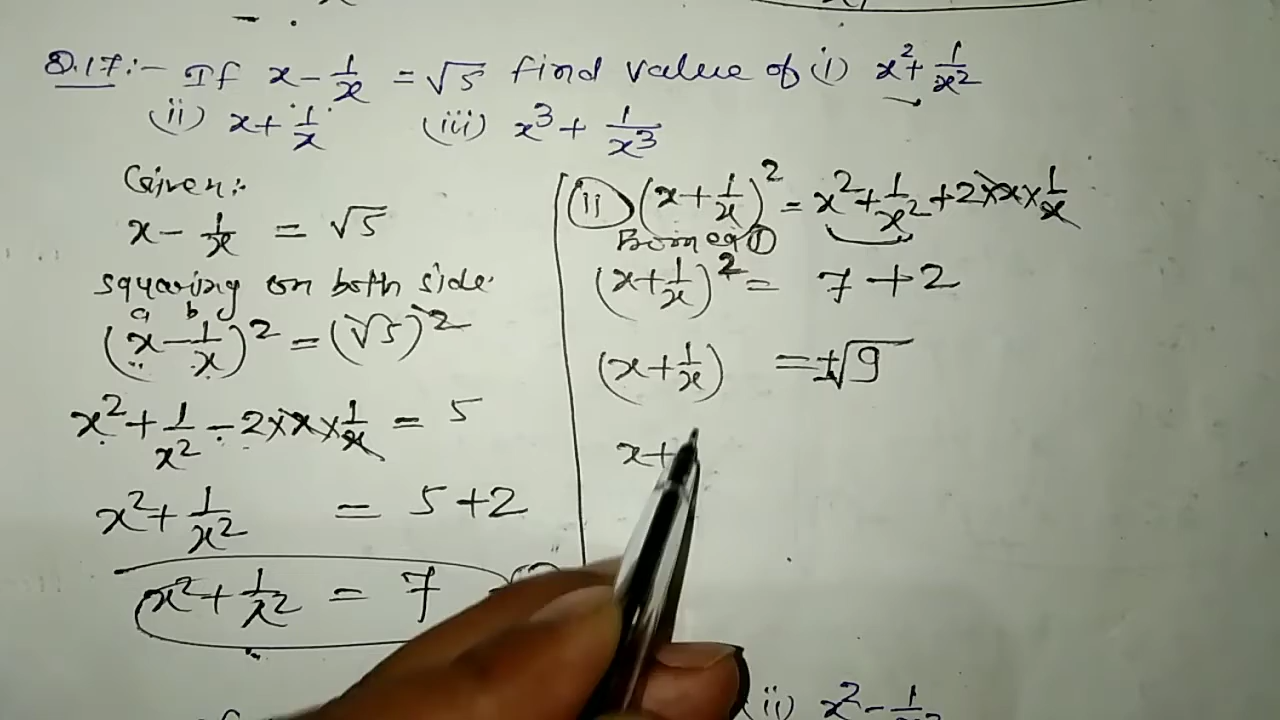 Q.17:- If x - 1/x = √5 find value of (i) x² + 1/x²
(ii) x + 1/x (iii) x³ + 1/x³
Given:
x - 1/x = √5
squaring on both side
a b
(x - 1/x)² = (√5)²
x² + 1/x² - 2×x×1/x = 5
x² + 1/x² = 5+2
x² + 1/x² = 7
(ii) (x + 1/x)² = x² + 1/x² + 2×x×1/x
From eq ①
(x + 1/x)² = 7+2
(x + 1/x) = ±√9
x+
ii) x² - 1